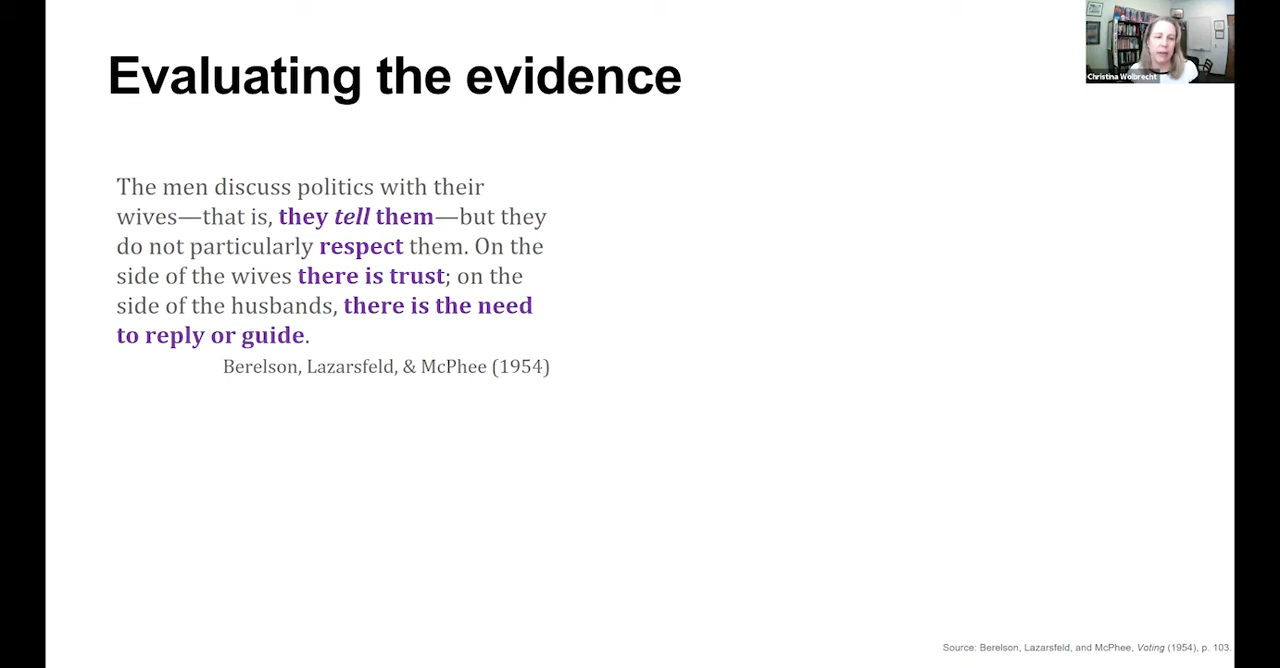 Evaluating the evidence
Christina Wolbrecht
The men discuss politics with their
wives—that is, they tell them—but they
do not particularly respect them. On the
side of the wives there is trust; on the
side of the husbands, there is the need
to reply or guide.
Berelson, Lazarsfeld, & McPhee (1954)
Source: Berelson, Lazarsfeld, and McPhee, Voting (1954), p. 103.